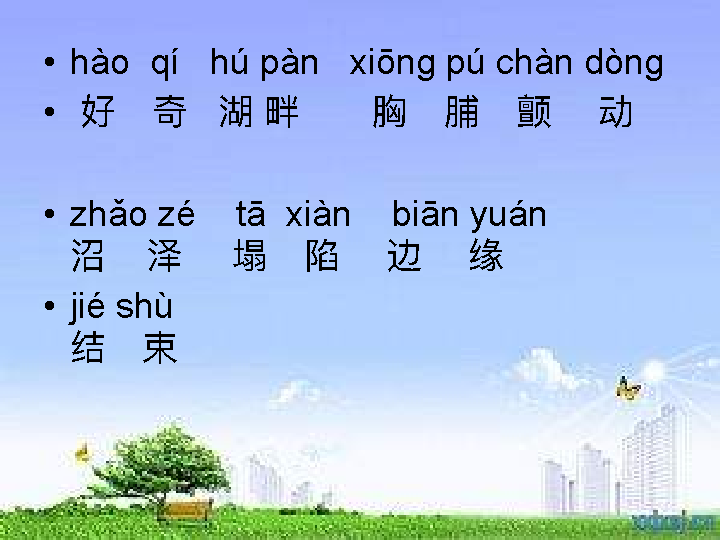 • hào qí hú pàn xiōng pú chàn dòng
• 好 奇 湖 畔 胸 脯 颤 动
• zhǎo zé tā xiàn biān yuán
沼 泽 塌 陷 边 缘
• jié shù
结 束